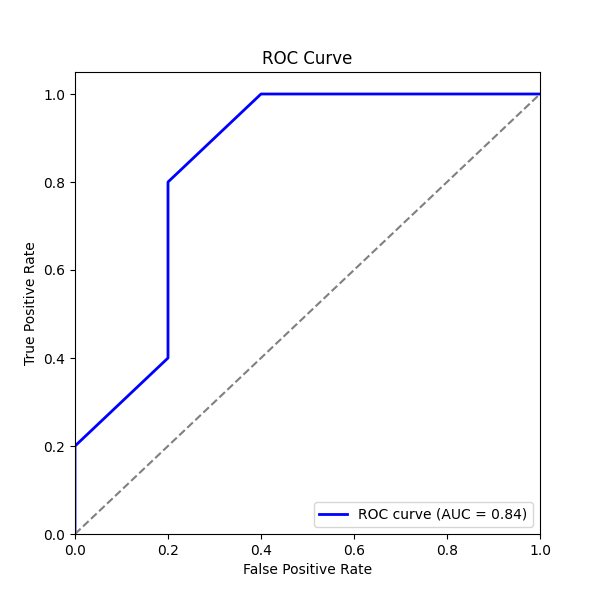 ROC Curve
True Positive Rate
1.0
0.8
0.6
0.4
0.2
0.0
ROC curve (AUC = 0.84)
0.0 0.2 0.4 0.6 0.8 1.0
False Positive Rate